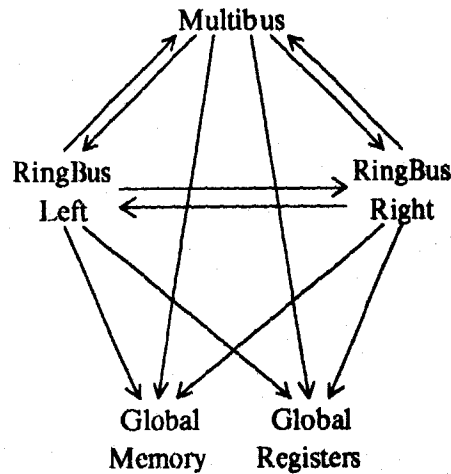 Multibus
RingBus
Left
RingBus
Right
Global
Memory
Global
Registers